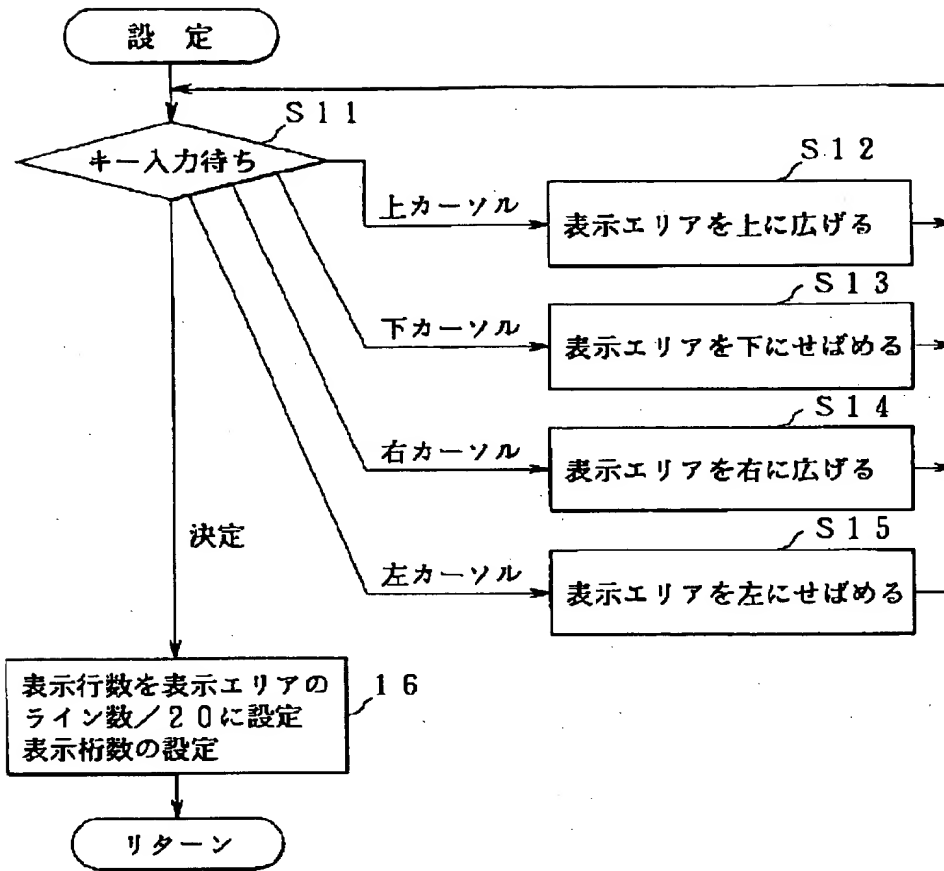 設 定
S11
キー入力待ち
S12
上カーソル
表示エリアを上に広げる
S13
下カーソル
表示エリアを下にせばめる
S14
右カーソル
表示エリアを右に広げる
決定
S15
左カーソル
表示エリアを左にせばめる
表示行数を表示エリアの
ライン数/20に設定
表示桁数の設定
16
リターン